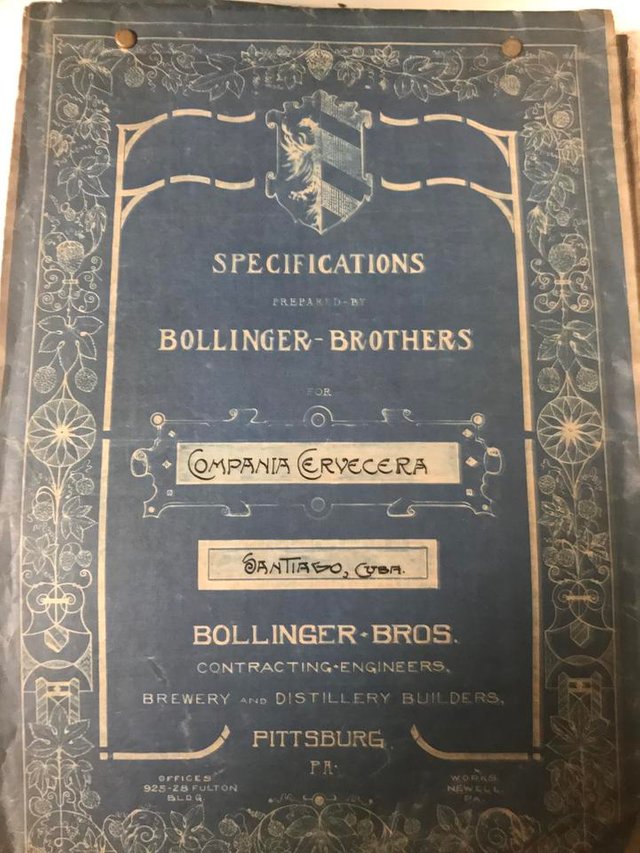 SPECIFICATIONS
PREPARED-BY
BOLLINGER-BROTHERS
FOR
COMPANIA CERVECERA
SANTIAGO, CUBA.
BOLLINGER·BROS.
CONTRACTING·ENGINEERS,
BREWERY AND DISTILLERY BUILDERS,
PITTSBURG
PA·
OFFICES
925-28 FULTON
BLDG.
WORKS
NEWELL
PA